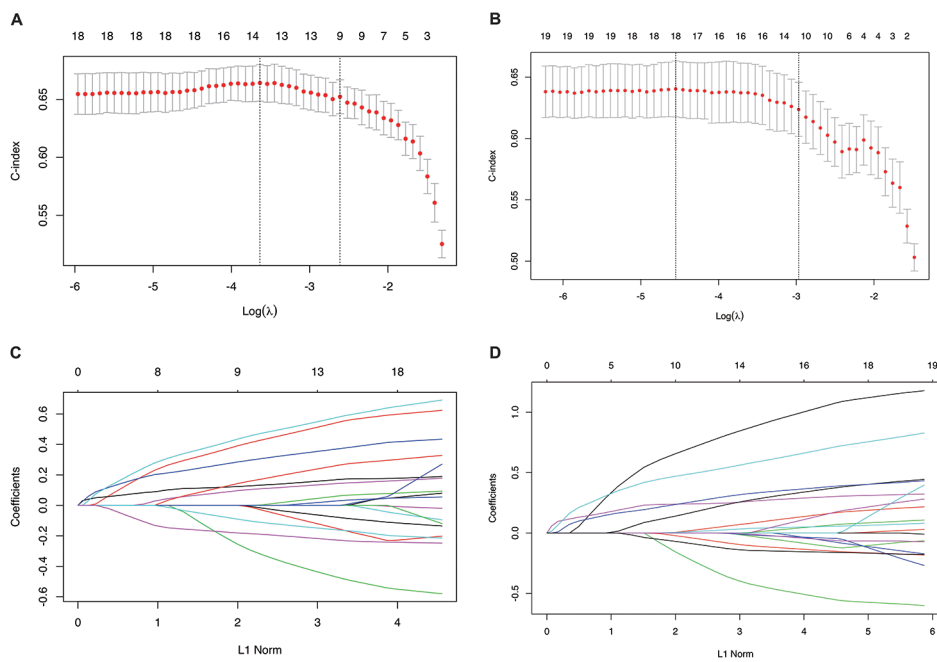 A
18 18 18 18 18 16 14 13 13 9 9 7 5 3
C-index
0.65
0.60
0.55
-6 -5 -4 -3 -2
Log(λ)
B
19 19 19 19 18 18 18 17 16 16 16 14 10 10 6 4 4 3 2
C-index
0.65
0.60
0.55
0.50
-6 -5 -4 -3 -2
Log(λ)
C
0 8 9 13 18
Coefficients
0.6
0.4
0.2
0.0
-0.2
-0.4
-0.6
0 1 2 3 4
L1 Norm
D
0 5 10 14 16 18 19
Coefficients
1.0
0.5
0.0
-0.5
0 1 2 3 4 5 6
L1 Norm